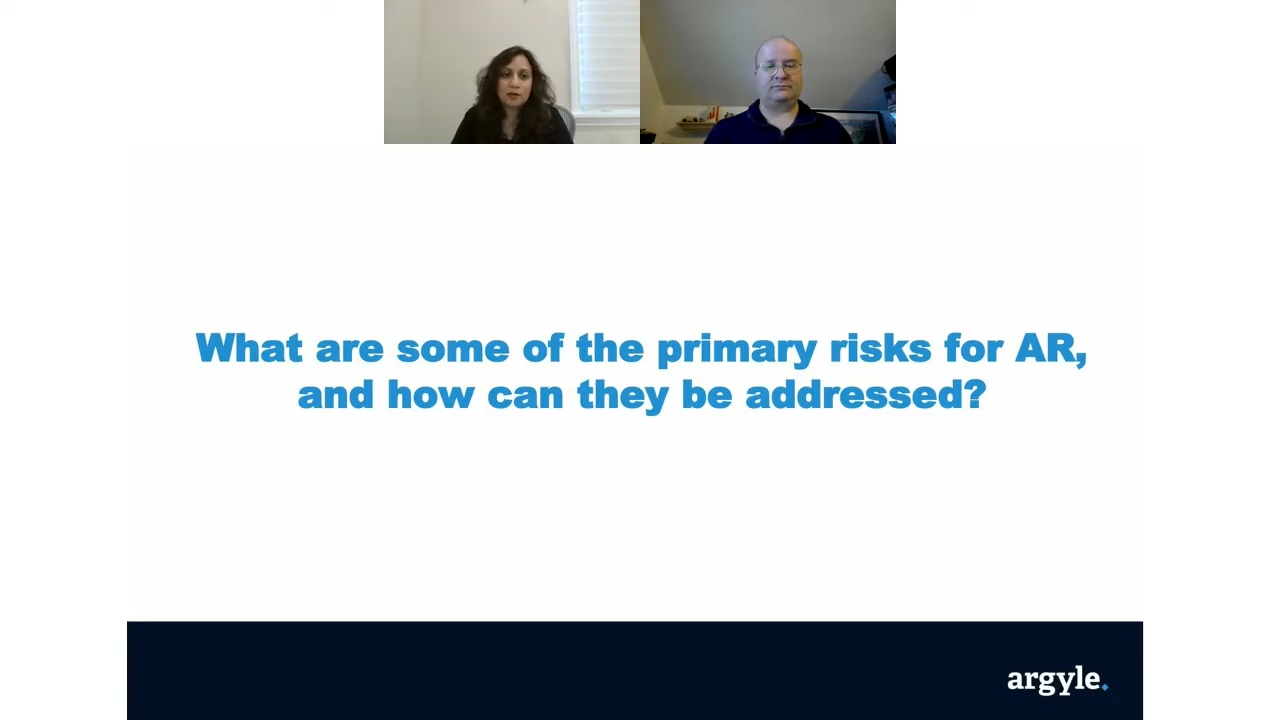 What are some of the primary risks for AR,
and how can they be addressed?
argyle.